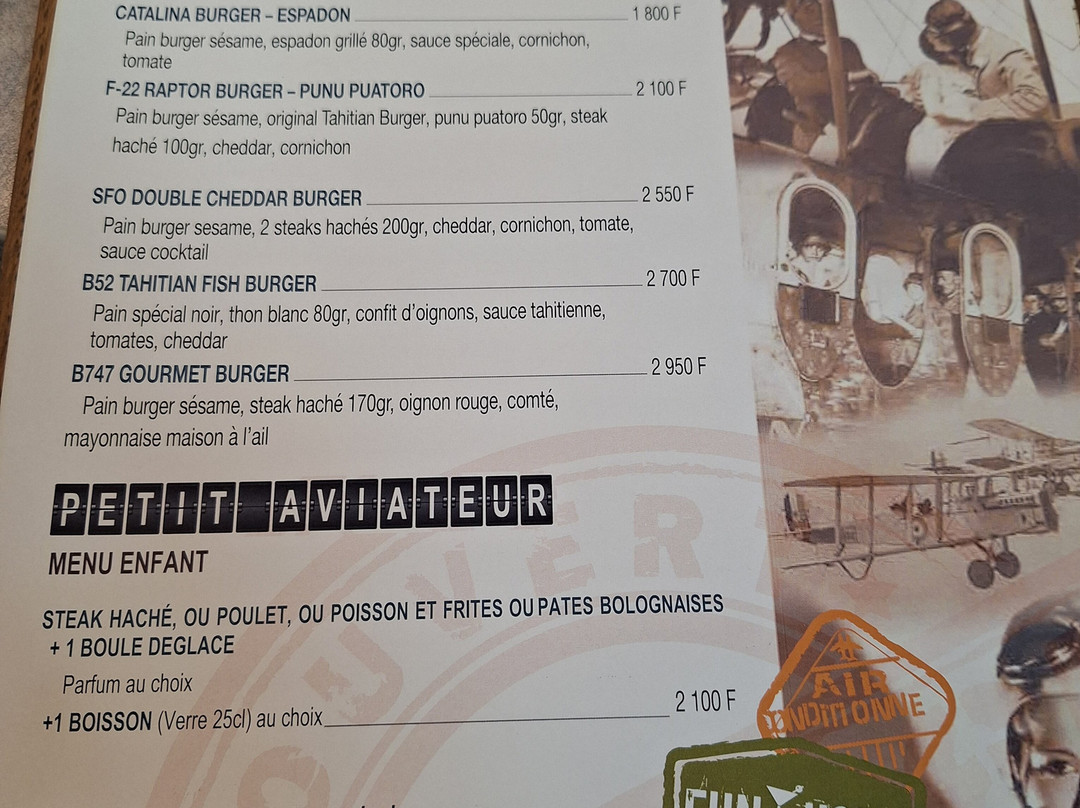 CATALINA BURGER – ESPADON 1 800 F
Pain burger sésame, espadon grillé 80gr, sauce spéciale, cornichon,
tomate
F-22 RAPTOR BURGER – PUNU PUATORO 2 100 F
Pain burger sésame, original Tahitian Burger, punu puatoro 50gr, steak
haché 100gr, cheddar, cornichon
SFO DOUBLE CHEDDAR BURGER 2 550 F
Pain burger sesame, 2 steaks hachés 200gr, cheddar, cornichon, tomate,
sauce cocktail
B52 TAHITIAN FISH BURGER 2 700 F
Pain spécial noir, thon blanc 80gr, confit d'oignons, sauce tahitienne,
tomates, cheddar
B747 GOURMET BURGER 2 950 F
Pain burger sésame, steak haché 170gr, oignon rouge, comté,
mayonnaise maison à l'ail
PETIT AVIATEUR
MENU ENFANT
STEAK HACHÉ, OU POULET, OU POISSON ET FRITES OU PATES BOLOGNAISES
+ 1 BOULE DEGLACE
Parfum au choix
+1 BOISSON (Verre 25cl) au choix 2 100 F
OUVERT
AIR